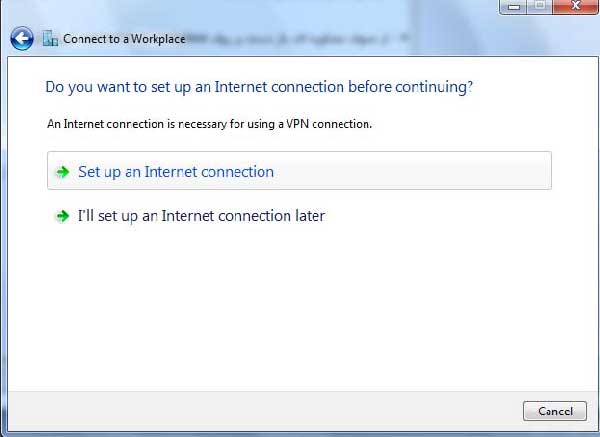 Connect to a Workplace
Do you want to set up an Internet connection before continuing?
An Internet connection is necessary for using a VPN connection.
Set up an Internet connection
I'll set up an Internet connection later
Cancel